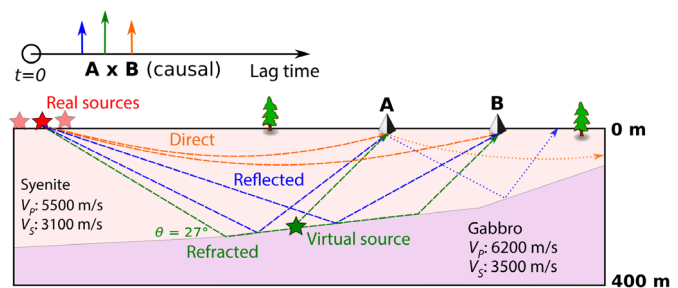 t=0
A x B (causal)
Lag time
Real sources
A
B
0 m
Direct
Reflected
Syenite
V_P: 5500 m/s
V_S: 3100 m/s
θ = 27°
Refracted
Virtual source
Gabbro
V_P: 6200 m/s
V_S: 3500 m/s
400 m